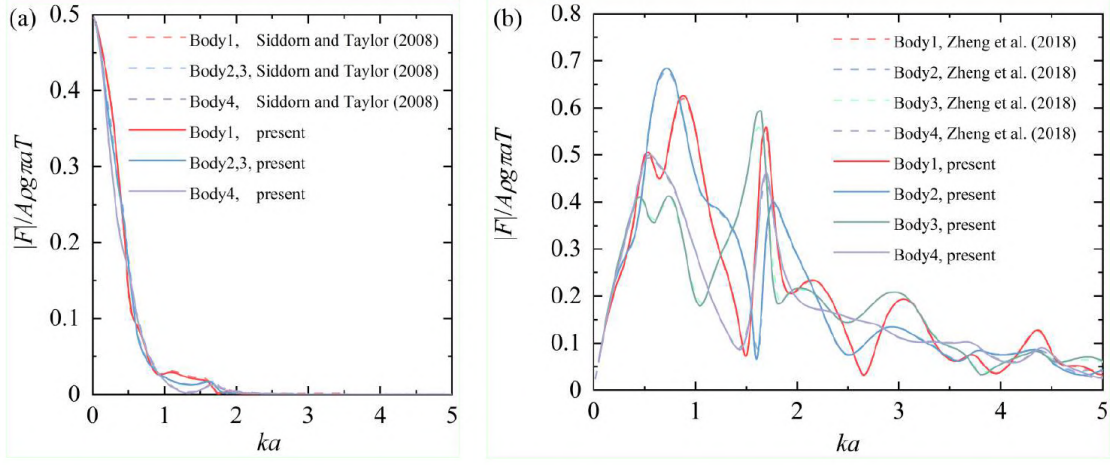 (a)
|F|/AρgπaT
0.5
0.4
0.3
0.2
0.1
0
0
1
2
3
4
5
ka
Body1, Siddorn and Taylor (2008)
Body2,3, Siddorn and Taylor (2008)
Body4, Siddorn and Taylor (2008)
Body1, present
Body2,3, present
Body4, present
(b)
|F|/AρgπaT
0.8
0.7
0.6
0.5
0.4
0.3
0.2
0.1
0
0
1
2
3
4
5
ka
Body1, Zheng et al. (2018)
Body2, Zheng et al. (2018)
Body3, Zheng et al. (2018)
Body4, Zheng et al. (2018)
Body1, present
Body2, present
Body3, present
Body4, present